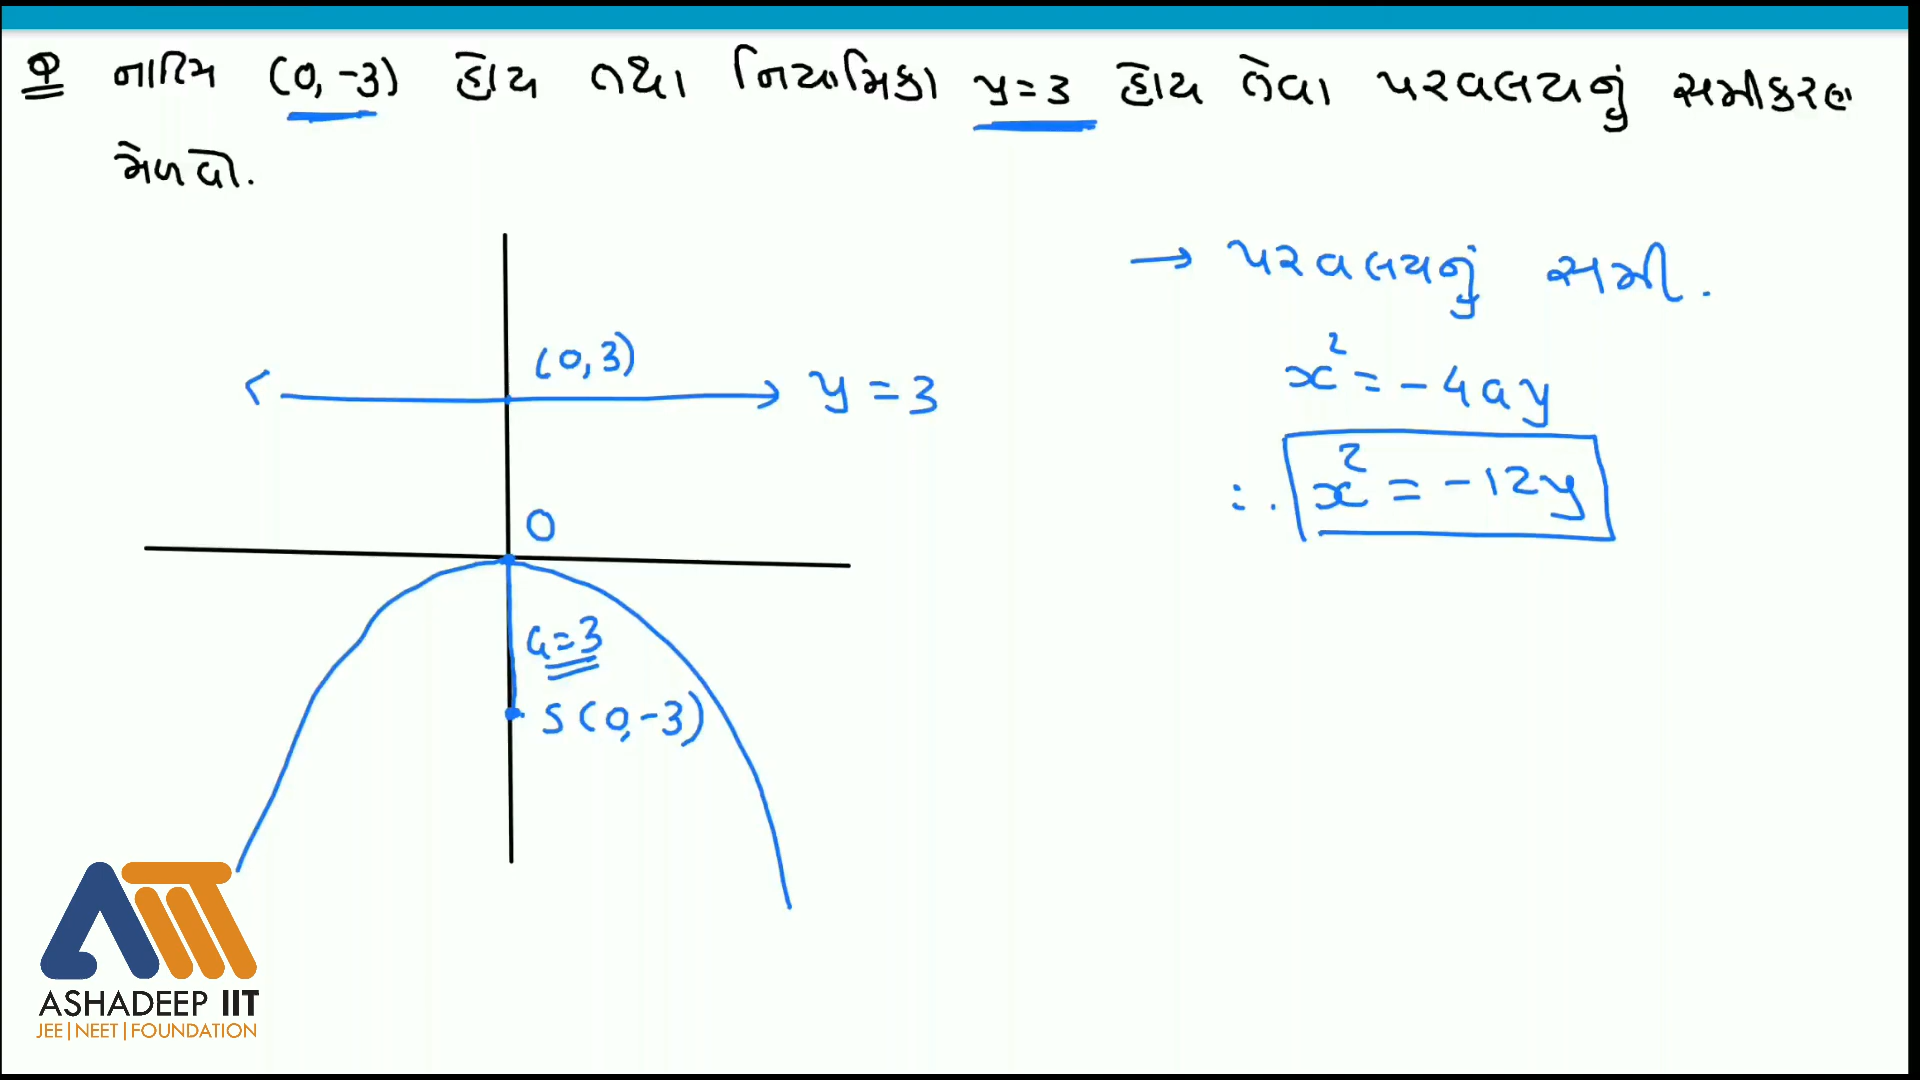 Q નાભિ (0, -3) હોય તથા નિયામિકા y = 3 હોય તેવા પરવલયનું સમીકરણ
મેળવો.
→ પરવલયનું સમી.
(0, 3)
y = 3
x² = -4ay
∴ x² = -12y
O
a = 3
S (0, -3)
ASHADEEP IIT
JEE|NEET|FOUNDATION